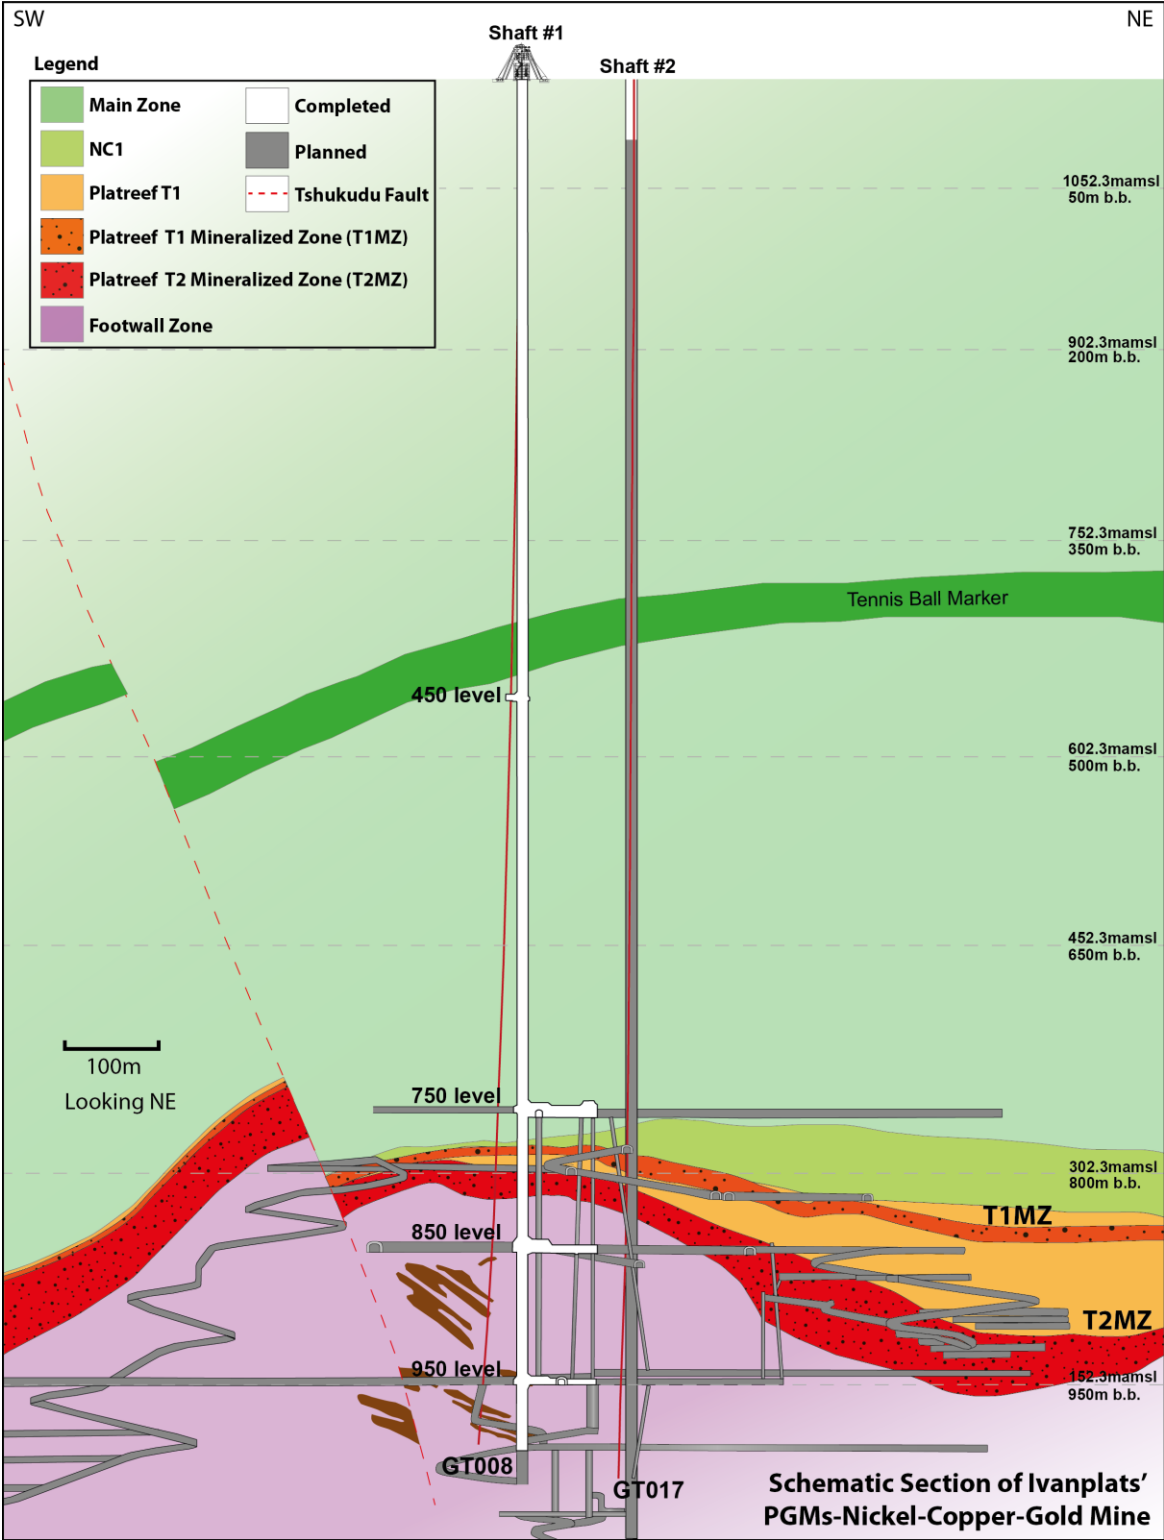 SW
NE
Shaft #1
Shaft #2
Legend
Main Zone
Completed
NC1
Planned
Platreef T1
Tshukudu Fault
Platreef T1 Mineralized Zone (T1MZ)
Platreef T2 Mineralized Zone (T2MZ)
Footwall Zone
1052.3mamsl
50m b.b.
902.3mamsl
200m b.b.
752.3mamsl
350m b.b.
Tennis Ball Marker
450 level
602.3mamsl
500m b.b.
452.3mamsl
650m b.b.
100m
Looking NE
750 level
302.3mamsl
800m b.b.
T1MZ
850 level
T2MZ
950 level
152.3mamsl
950m b.b.
GT008
GT017
Schematic Section of Ivanplats'
PGMs-Nickel-Copper-Gold Mine